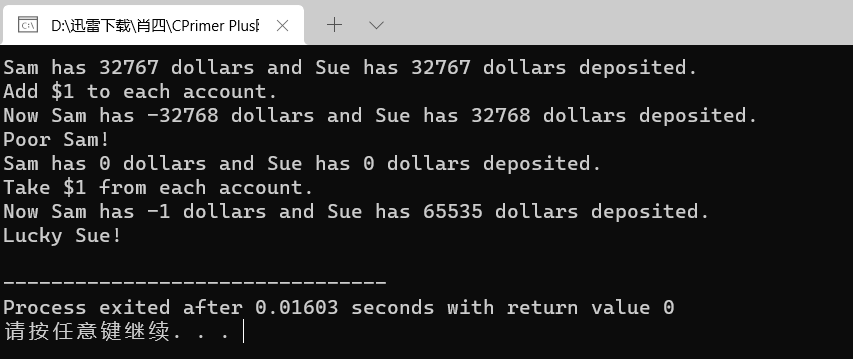 D:\迅雷下载\肖四\CPrimer Plus
Sam has 32767 dollars and Sue has 32767 dollars deposited.
Add $1 to each account.
Now Sam has -32768 dollars and Sue has 32768 dollars deposited.
Poor Sam!
Sam has 0 dollars and Sue has 0 dollars deposited.
Take $1 from each account.
Now Sam has -1 dollars and Sue has 65535 dollars deposited.
Lucky Sue!
--------------------------------
Process exited after 0.01603 seconds with return value 0
请按任意键继续. . .